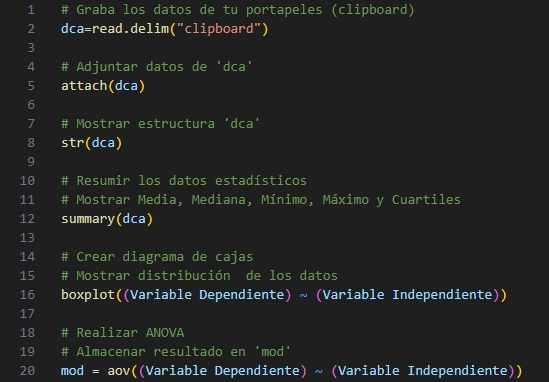 1 # Graba los datos de tu portapeles (clipboard)
2 dca=read.delim("clipboard")
3
4 # Adjuntar datos de 'dca'
5 attach(dca)
6
7 # Mostrar estructura 'dca'
8 str(dca)
9
10 # Resumir los datos estadísticos
11 # Mostrar Media, Mediana, Mínimo, Máximo y Cuartiles
12 summary(dca)
13
14 # Crear diagrama de cajas
15 # Mostrar distribución  de los datos
16 boxplot((Variable Dependiente) ~ (Variable Independiente))
17
18 # Realizar ANOVA
19 # Almacenar resultado en 'mod'
20 mod = aov((Variable Dependiente) ~ (Variable Independiente))